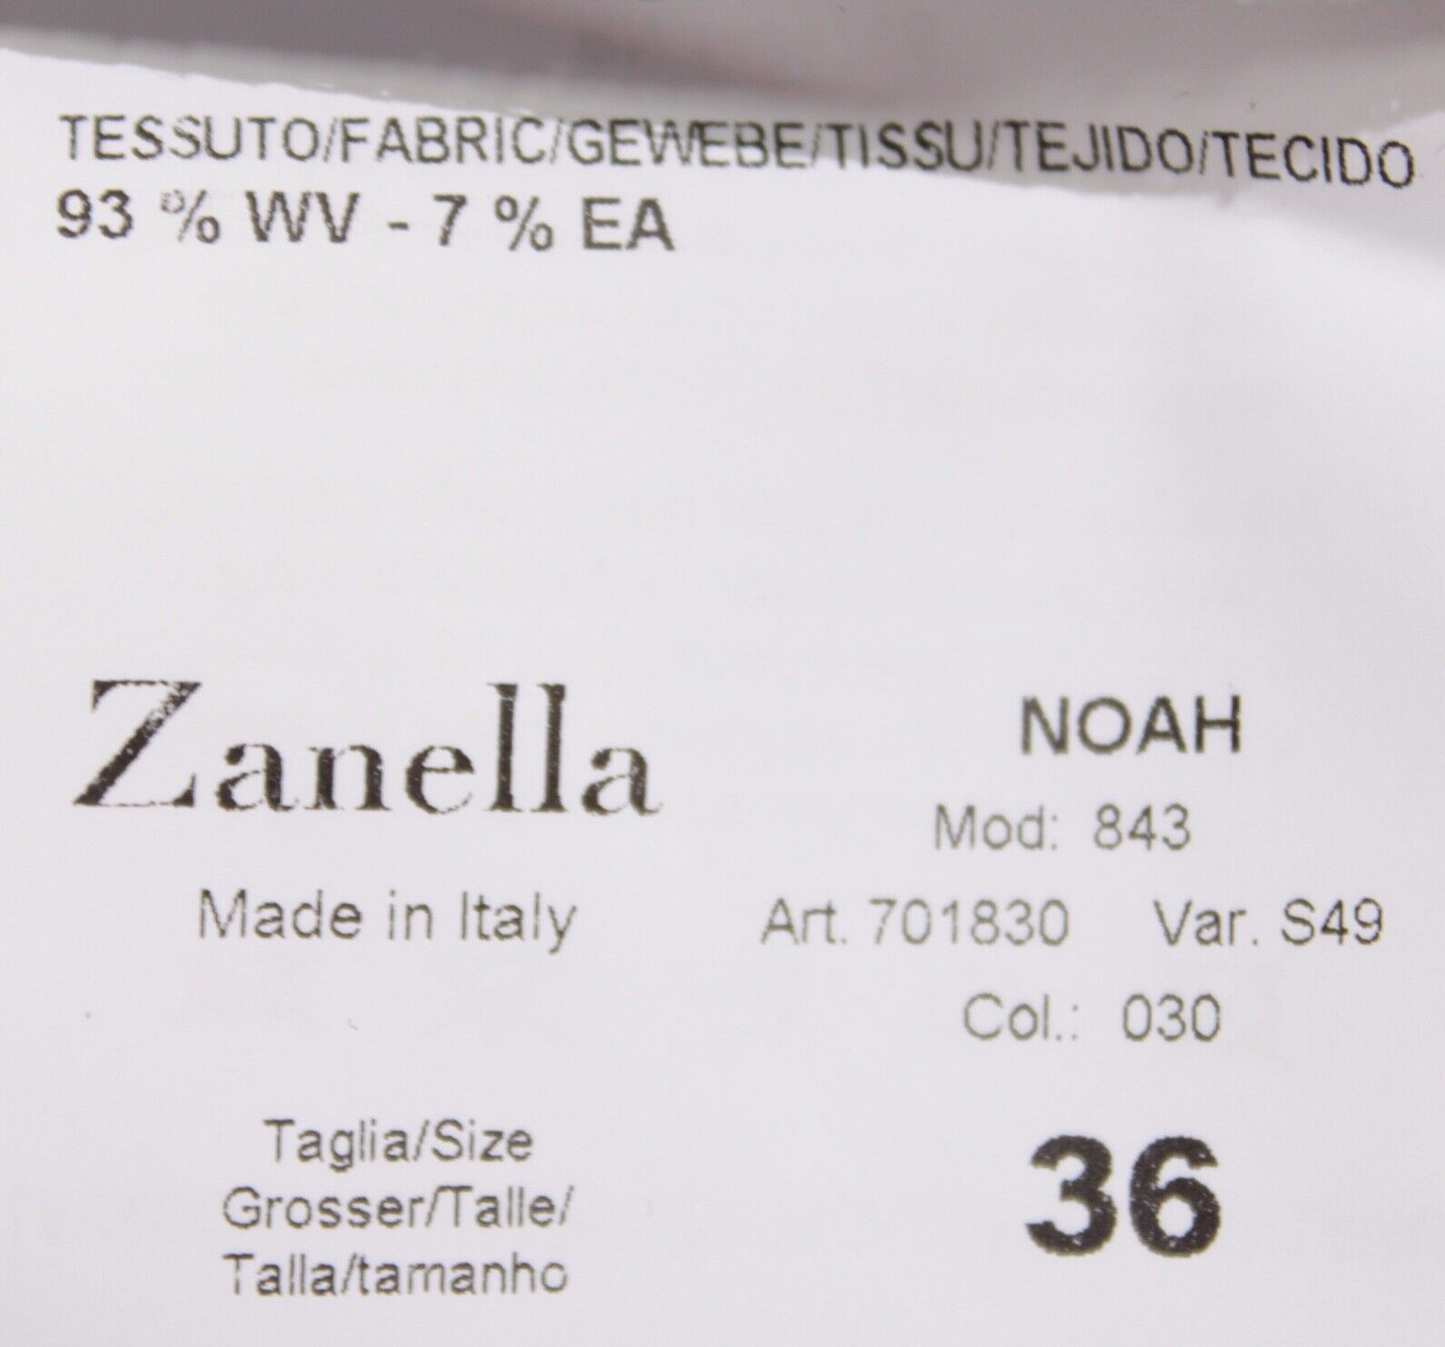 TESSUTO/FABRIC/GEWEBE/TISSU/TEJIDO/TECIDO
93 % WV - 7 % EA
Zanella
Made in Italy
NOAH
Mod: 843
Art. 701830 Var. S49
Col.: 030
Taglia/Size
Grosser/Talle/
Talla/tamanho
36